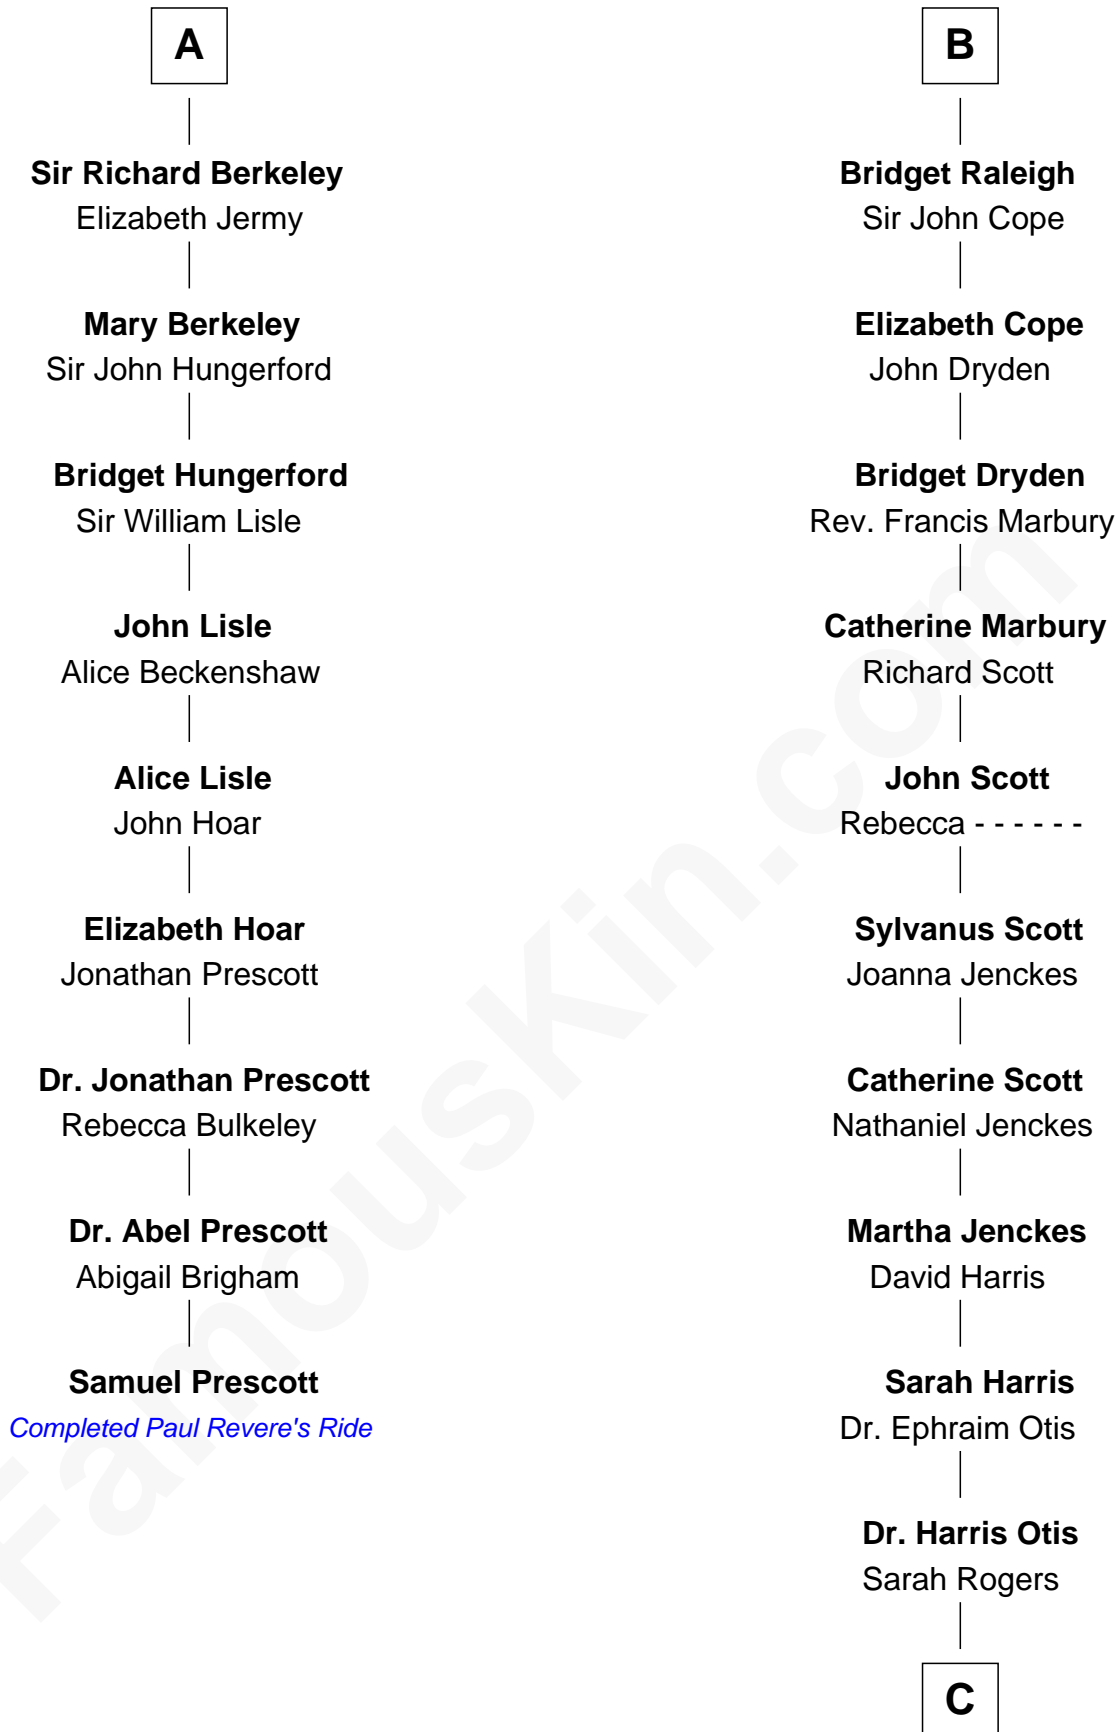 A
Sir Richard Berkeley
Elizabeth Jermy
Mary Berkeley
Sir John Hungerford
Bridget Hungerford
Sir William Lisle
John Lisle
Alice Beckenshaw
Alice Lisle
John Hoar
Elizabeth Hoar
Jonathan Prescott
Dr. Jonathan Prescott
Rebecca Bulkeley
Dr. Abel Prescott
Abigail Brigham
Samuel Prescott
Completed Paul Revere's Ride
B
Bridget Raleigh
Sir John Cope
Elizabeth Cope
John Dryden
Bridget Dryden
Rev. Francis Marbury
Catherine Marbury
Richard Scott
John Scott
Rebecca - - - - - -
Sylvanus Scott
Joanna Jenckes
Catherine Scott
Nathaniel Jenckes
Martha Jenckes
David Harris
Sarah Harris
Dr. Ephraim Otis
Dr. Harris Otis
Sarah Rogers
C
FamousKin.com